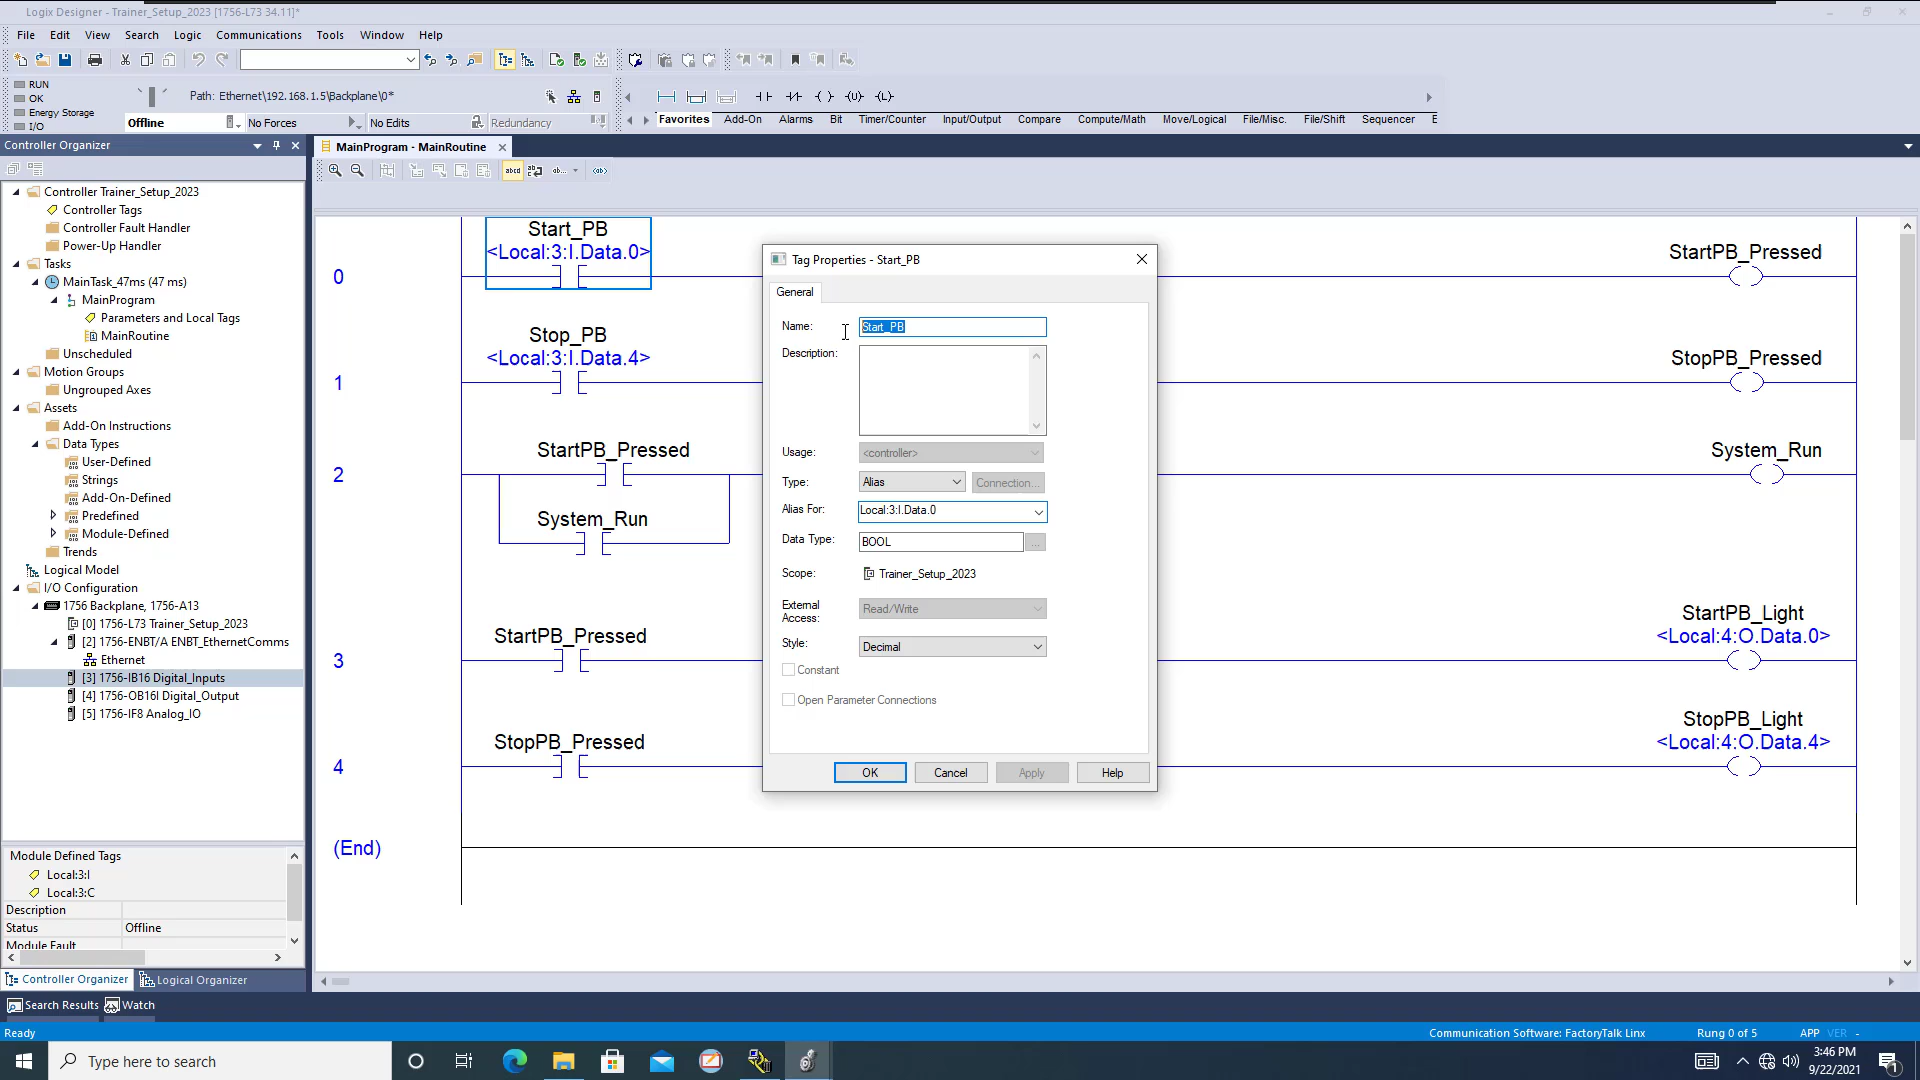 Logix Designer - Trainer_Setup_2023 [1756-L73 34.11]*
File Edit View Search Logic Communications Tools Window Help
RUN
OK
Energy Storage
I/O
Path: Ethernet\192.168.1.5\Backplane\0*
Offline No Forces No Edits Redundancy
Favorites Add-On Alarms Bit Timer/Counter Input/Output Compare Compute/Math Move/Logical File/Misc. File/Shift Sequencer E
Controller Organizer
MainProgram - MainRoutine
Controller Trainer_Setup_2023
Controller Tags
Controller Fault Handler
Power-Up Handler
Tasks
MainTask_47ms (47 ms)
MainProgram
Parameters and Local Tags
MainRoutine
Unscheduled
Motion Groups
Ungrouped Axes
Assets
Add-On Instructions
Data Types
User-Defined
Strings
Add-On-Defined
Predefined
Module-Defined
Trends
Logical Model
I/O Configuration
1756 Backplane, 1756-A13
[0] 1756-L73 Trainer_Setup_2023
[2] 1756-ENBT/A ENBT_EthernetComms
Ethernet
[3] 1756-IB16 Digital_Inputs
[4] 1756-OB16I Digital_Output
[5] 1756-IF8 Analog_IO
Module Defined Tags
Local:3:I
Local:3:C
Description
Status Offline
Module Fault
Controller Organizer Logical Organizer
Start_PB
<Local:3:I.Data.0>
0
StartPB_Pressed
Stop_PB
<Local:3:I.Data.4>
1
StopPB_Pressed
StartPB_Pressed
2
System_Run
System_Run
StartPB_Pressed
3
StartPB_Light
<Local:4:O.Data.0>
StopPB_Pressed
4
StopPB_Light
<Local:4:O.Data.4>
(End)
Tag Properties - Start_PB
General
Name: Start_PB
Description:
Usage: <controller>
Type: Alias Connection...
Alias For: Local:3:I.Data.0
Data Type: BOOL ...
Scope: Trainer_Setup_2023
External
Access: Read/Write
Style: Decimal
Constant
Open Parameter Connections
OK Cancel Apply Help
Search Results Watch
Ready Communication Software: FactoryTalk Linx Rung 0 of 5 APP VER -
Type here to search
3:46 PM
9/22/2021
1